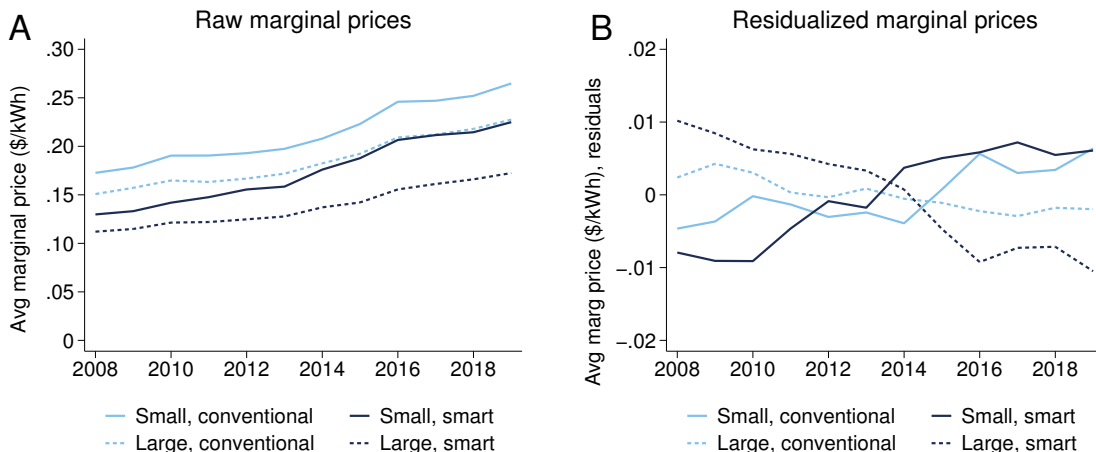 A
Raw marginal prices
Avg marginal price ($/kWh)
.30
.25
.20
.15
.10
.05
0
2008 2010 2012 2014 2016 2018
Small, conventional Small, smart
Large, conventional Large, smart
B
Residualized marginal prices
Avg marg price ($/kWh), residuals
.02
.01
0
−.01
−.02
2008 2010 2012 2014 2016 2018
Small, conventional Small, smart
Large, conventional Large, smart